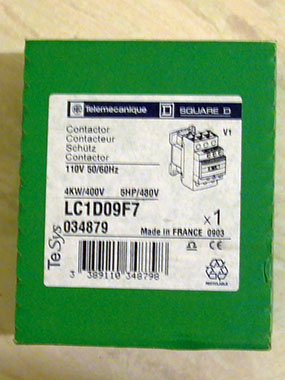 Telemecanique SQUARE D
Contactor V1
Contacteur
Schütz
Contactor
110V 50/60Hz
4KW/400V 5HP/480V
LC1D09F7
034879 x1
Made in FRANCE 0903
TeSys
3 389110 348798
RECYCLABLE